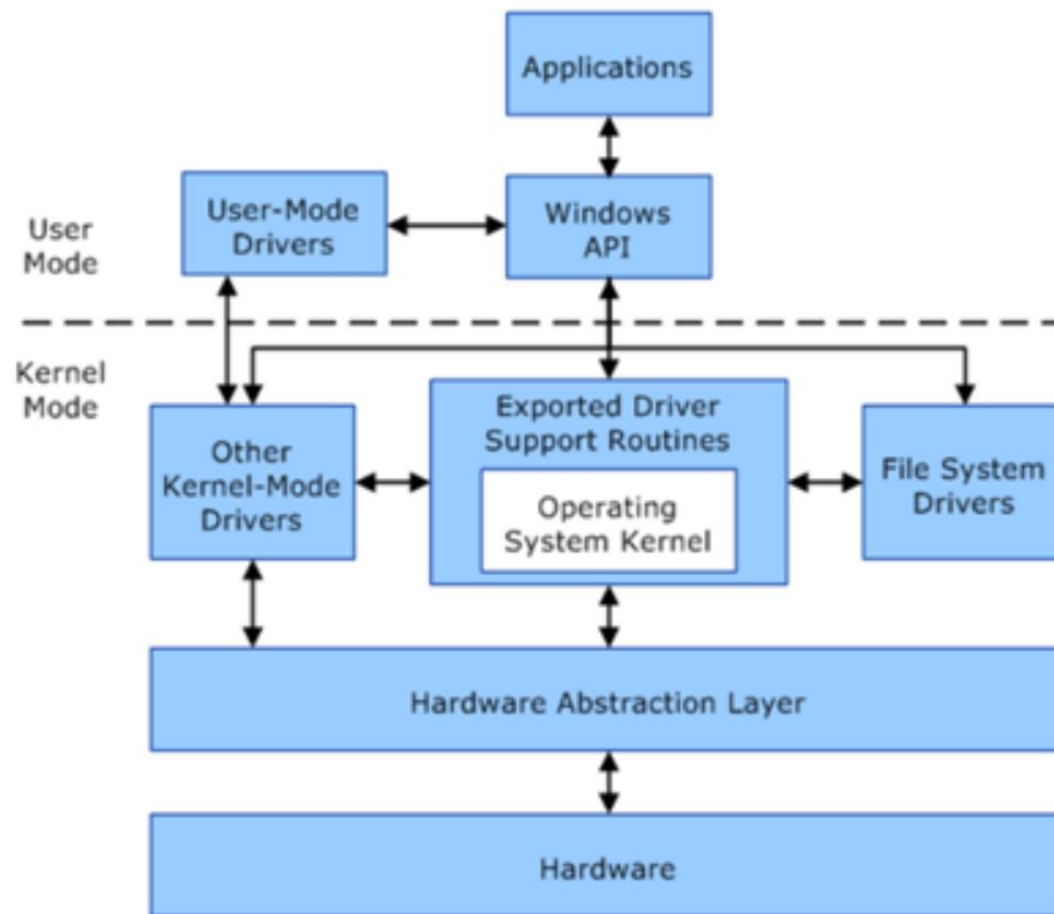 Applications
User-Mode
Drivers
Windows
API
User
Mode
Kernel
Mode
Other
Kernel-Mode
Drivers
Exported Driver
Support Routines
Operating
System Kernel
File System
Drivers
Hardware Abstraction Layer
Hardware